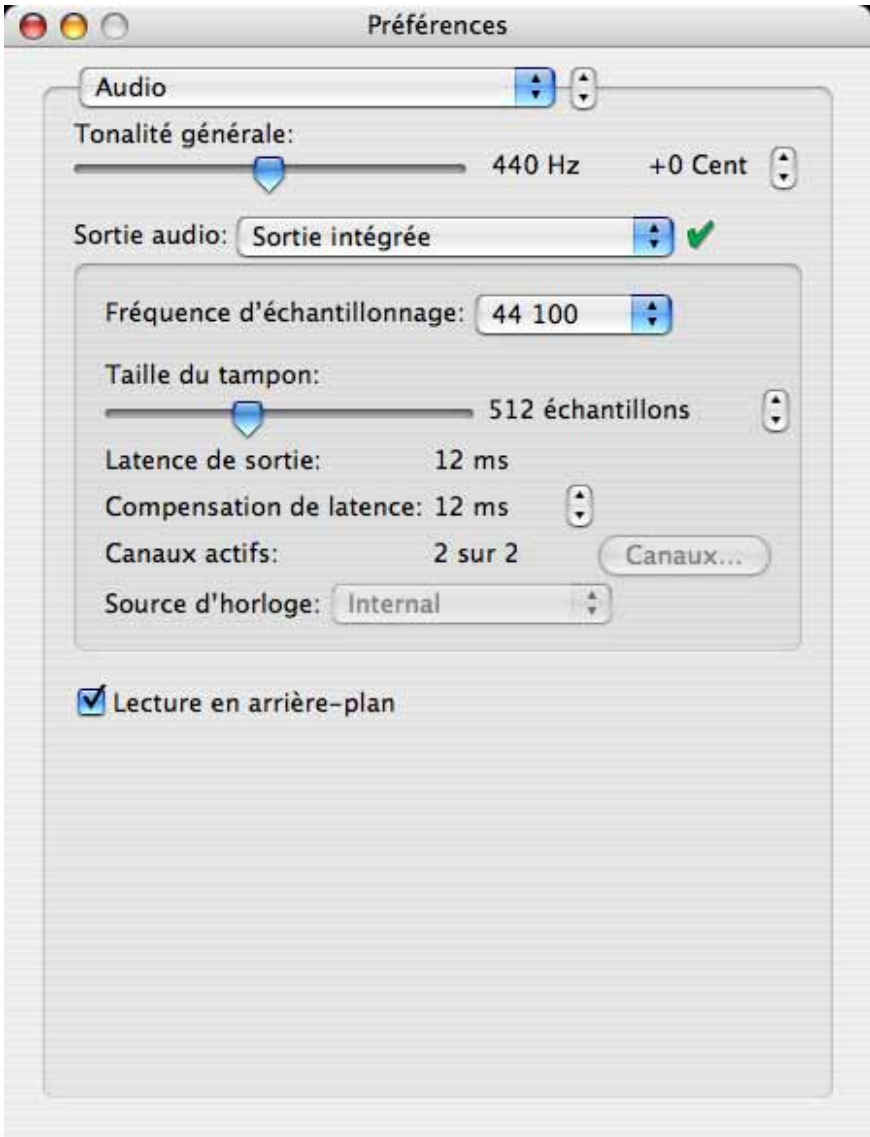 Préférences
Audio
Tonalité générale:
440 Hz +0 Cent
Sortie audio: Sortie intégrée
Fréquence d’échantillonnage: 44 100
Taille du tampon:
512 échantillons
Latence de sortie: 12 ms
Compensation de latence: 12 ms
Canaux actifs: 2 sur 2 Canaux...
Source d'horloge: Internal
Lecture en arrière-plan